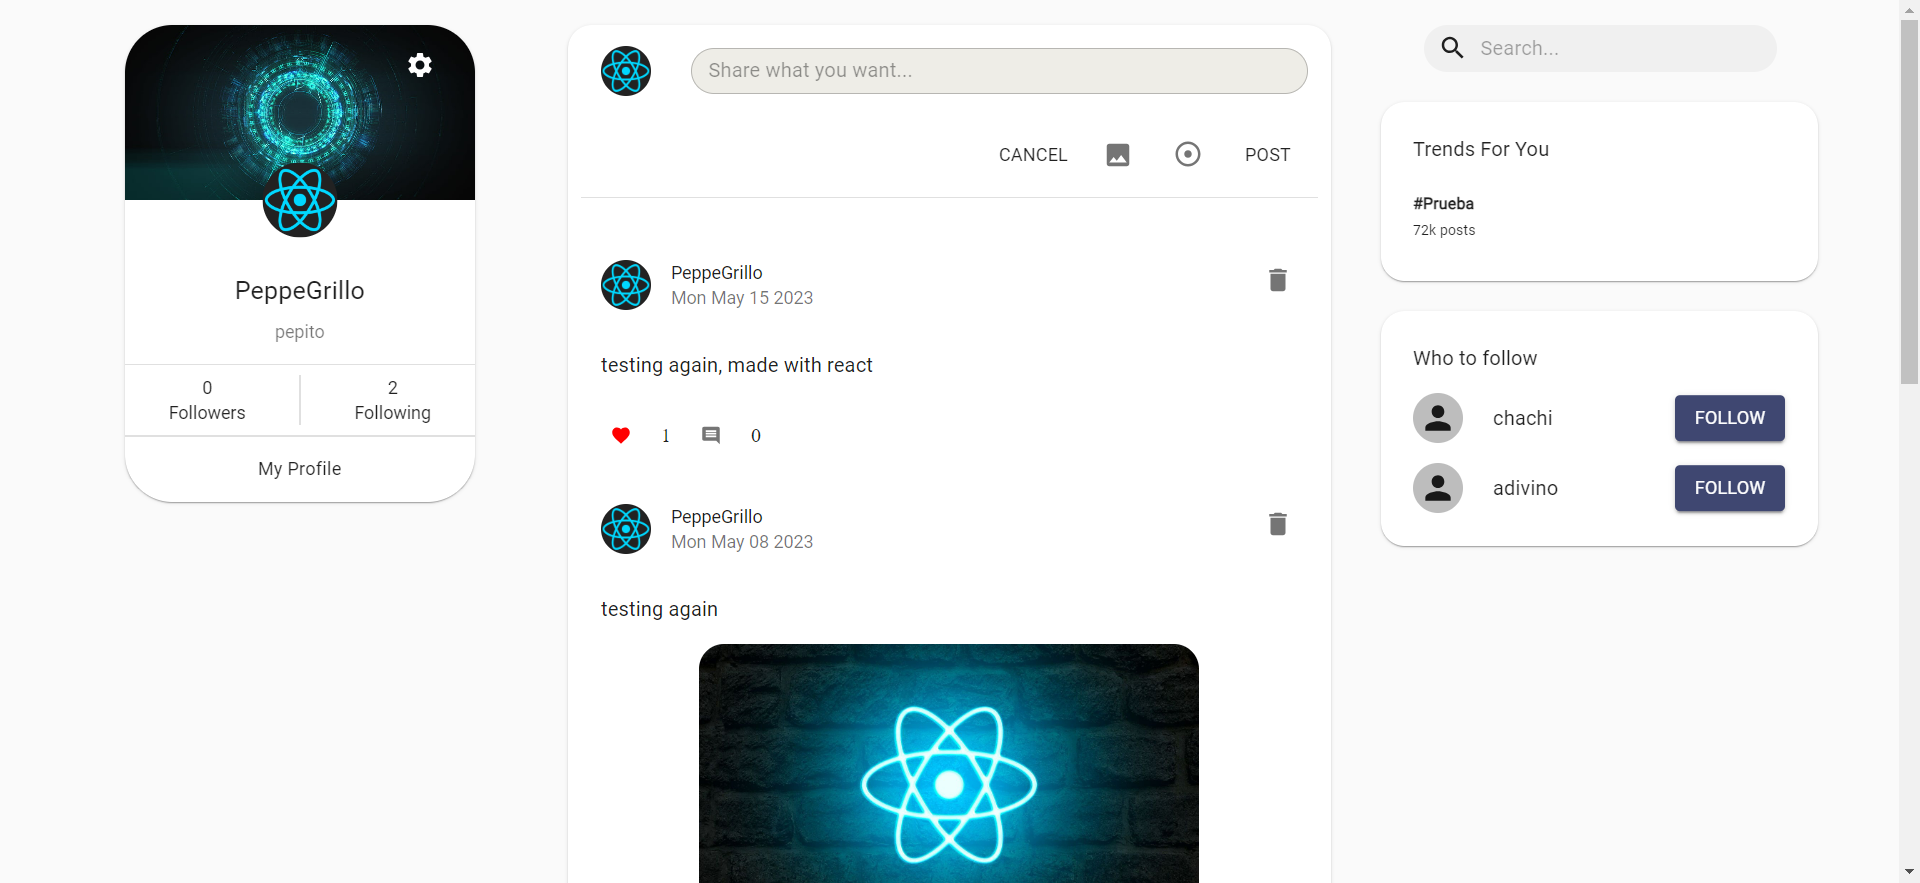 PeppeGrillo
pepito
0
Followers
2
Following
My Profile
Share what you want...
CANCEL
POST
PeppeGrillo
Mon May 15 2023
testing again, made with react
1
0
PeppeGrillo
Mon May 08 2023
testing again
Search...
Trends For You
#Prueba
72k posts
Who to follow
chachi
FOLLOW
adivino
FOLLOW